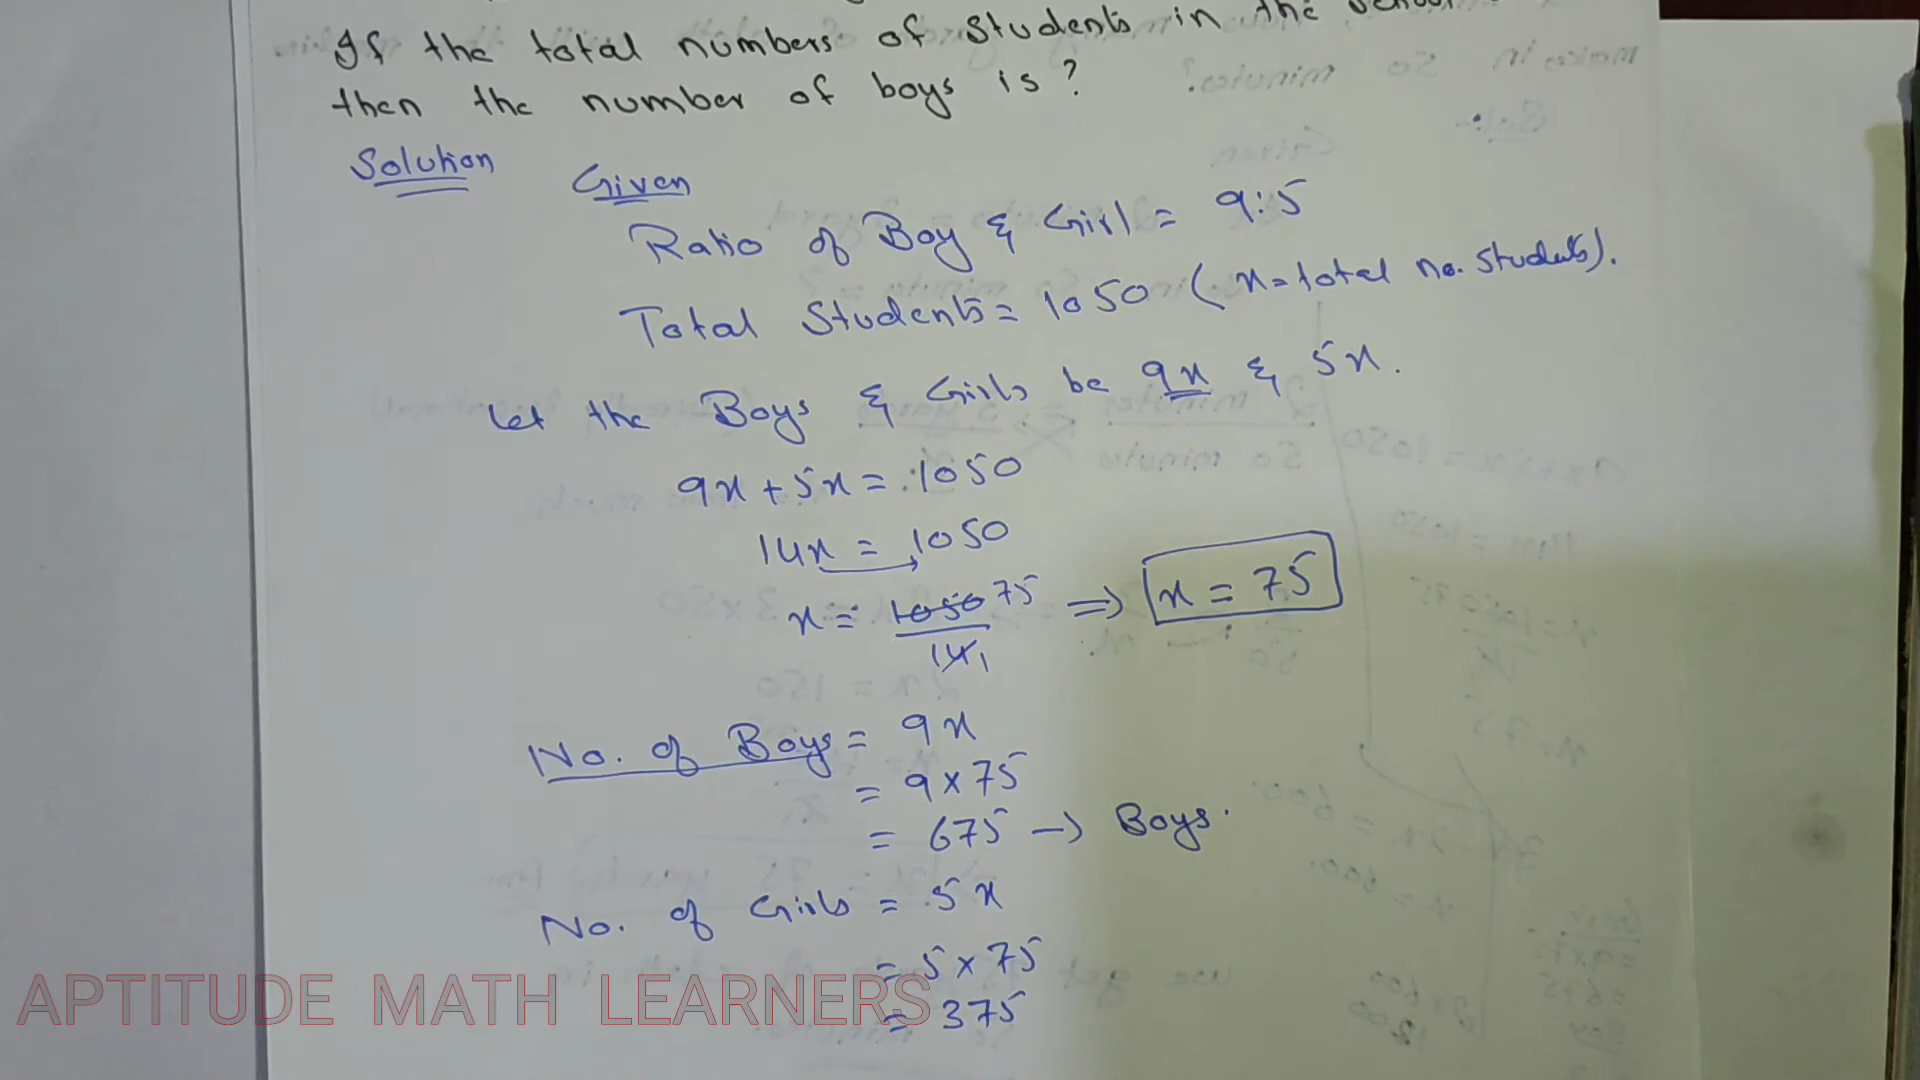 If the total numbers of students in the school
then the number of boys is?
Solution Given
Ratio of Boy & Girl = 9:5
Total Students = 1050 (x = total no. students).
Let the Boys & Girls be 9x & 5x.
9x + 5x = 1050
14x = 1050
x = 1050 75 / 14 1 ⇒ x = 75
No. of Boys = 9x
= 9 × 75
= 675 → Boys.
No. of Girls = 5x
= 5 × 75
= 375
APTITUDE MATH LEARNERS